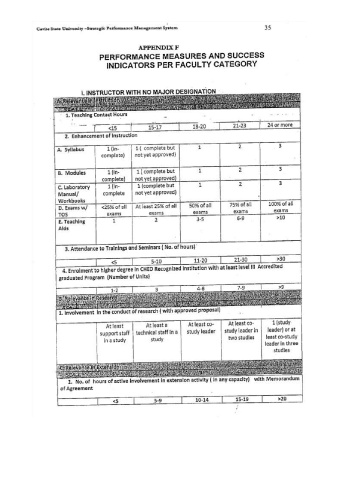 Cavite State University –Strategic Performance Management System 35
APPENDIX F
PERFORMANCE MEASURES AND SUCCESS
INDICATORS PER FACULTY CATEGORY
I. INSTRUCTOR WITH NO MAJOR DESIGNATION
1. Teaching Contact Hours
<15 15-17 18-20 21-23 24 or more
2. Enhancement of Instruction
A. Syllabus 1 (in- 1 ( complete but 1 2 3
complete) not yet approved)
B. Modules 1 (in- 1 ( complete but 1 2 3
complete) not yet approved)
C. Laboratory 1 (in- 1 (complete but 1 2 3
Manual/ complete not yet approved)
Workbooks
D. Exams w/ <25% of all At least 25% of all 50% of all 75% of all 100% of all
TOS exams exams exams exams exams
E. Teaching 1 2 3-5 6-9 >10
Aids
3. Attendance to Trainings and Seminars ( No. of hours)
<5 5-10 11-20 21-30 >30
4. Enrolment to higher degree in CHED Recognized Institution with at least level III Accredited
graduated Program (Number of Units)
1-2 3 4-6 7-9 >9
1. Involvement in the conduct of research ( with approved proposal)
At least At least a At least co- At least co- 1 (study
support staff technical staff in a study leader study leader in leader) or at
in a study study two studies least co-study
leader in three
studies
2. No. of hours of active involvement in extension activity ( in any capacity) with Memorandum
of Agreement
<5 5-9 10-14 15-19 >20